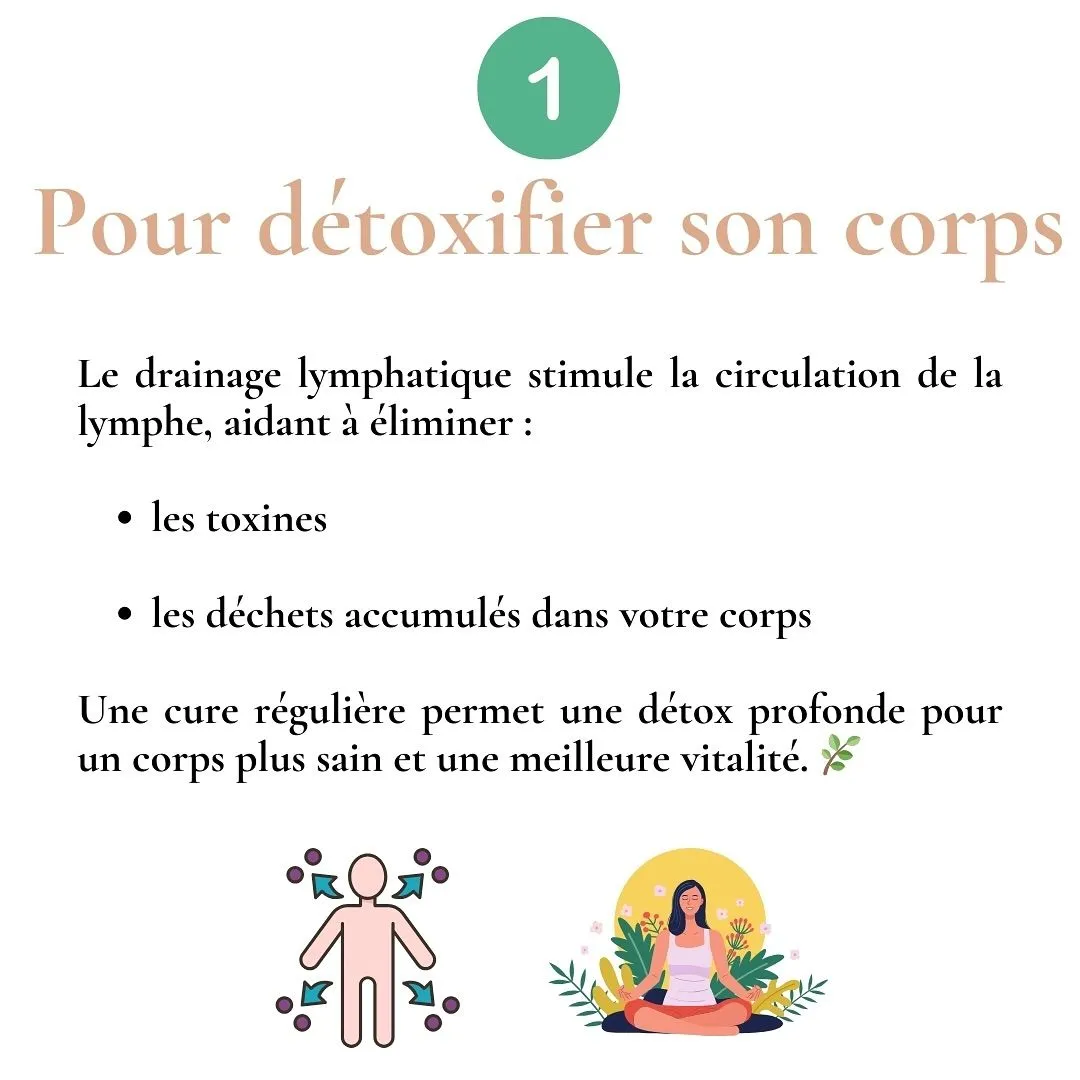 1
Pour détoxifier son corps
Le drainage lymphatique stimule la circulation de la
lymphe, aidant à éliminer :
• les toxines
• les déchets accumulés dans votre corps
Une cure régulière permet une détox profonde pour
un corps plus sain et une meilleure vitalité. 🌿